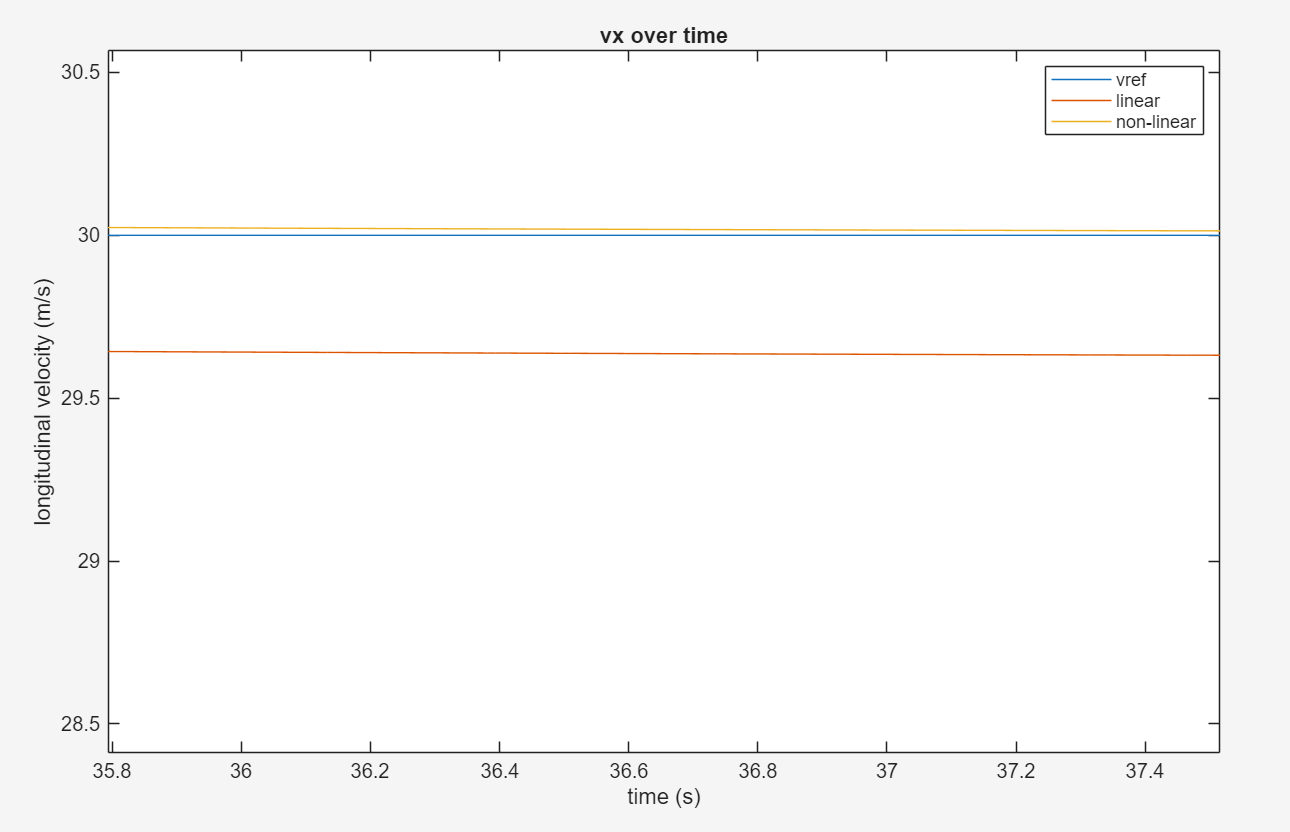 vx over time
vref
linear
non-linear
30.5
30
29.5
29
28.5
longitudinal velocity (m/s)
35.8 36 36.2 36.4 36.6 36.8 37 37.2 37.4
time (s)